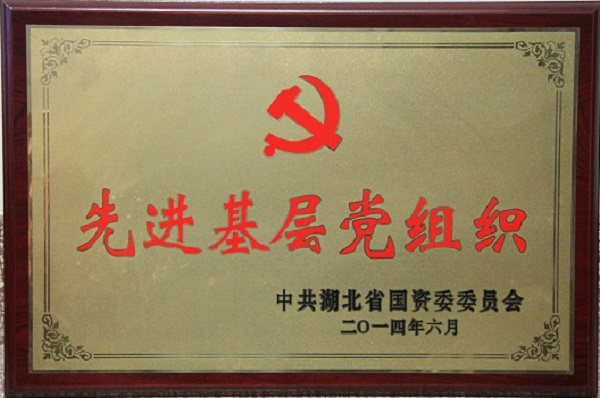 先进基层党组织
中共湖北省国资委委员会
二O一四年六月